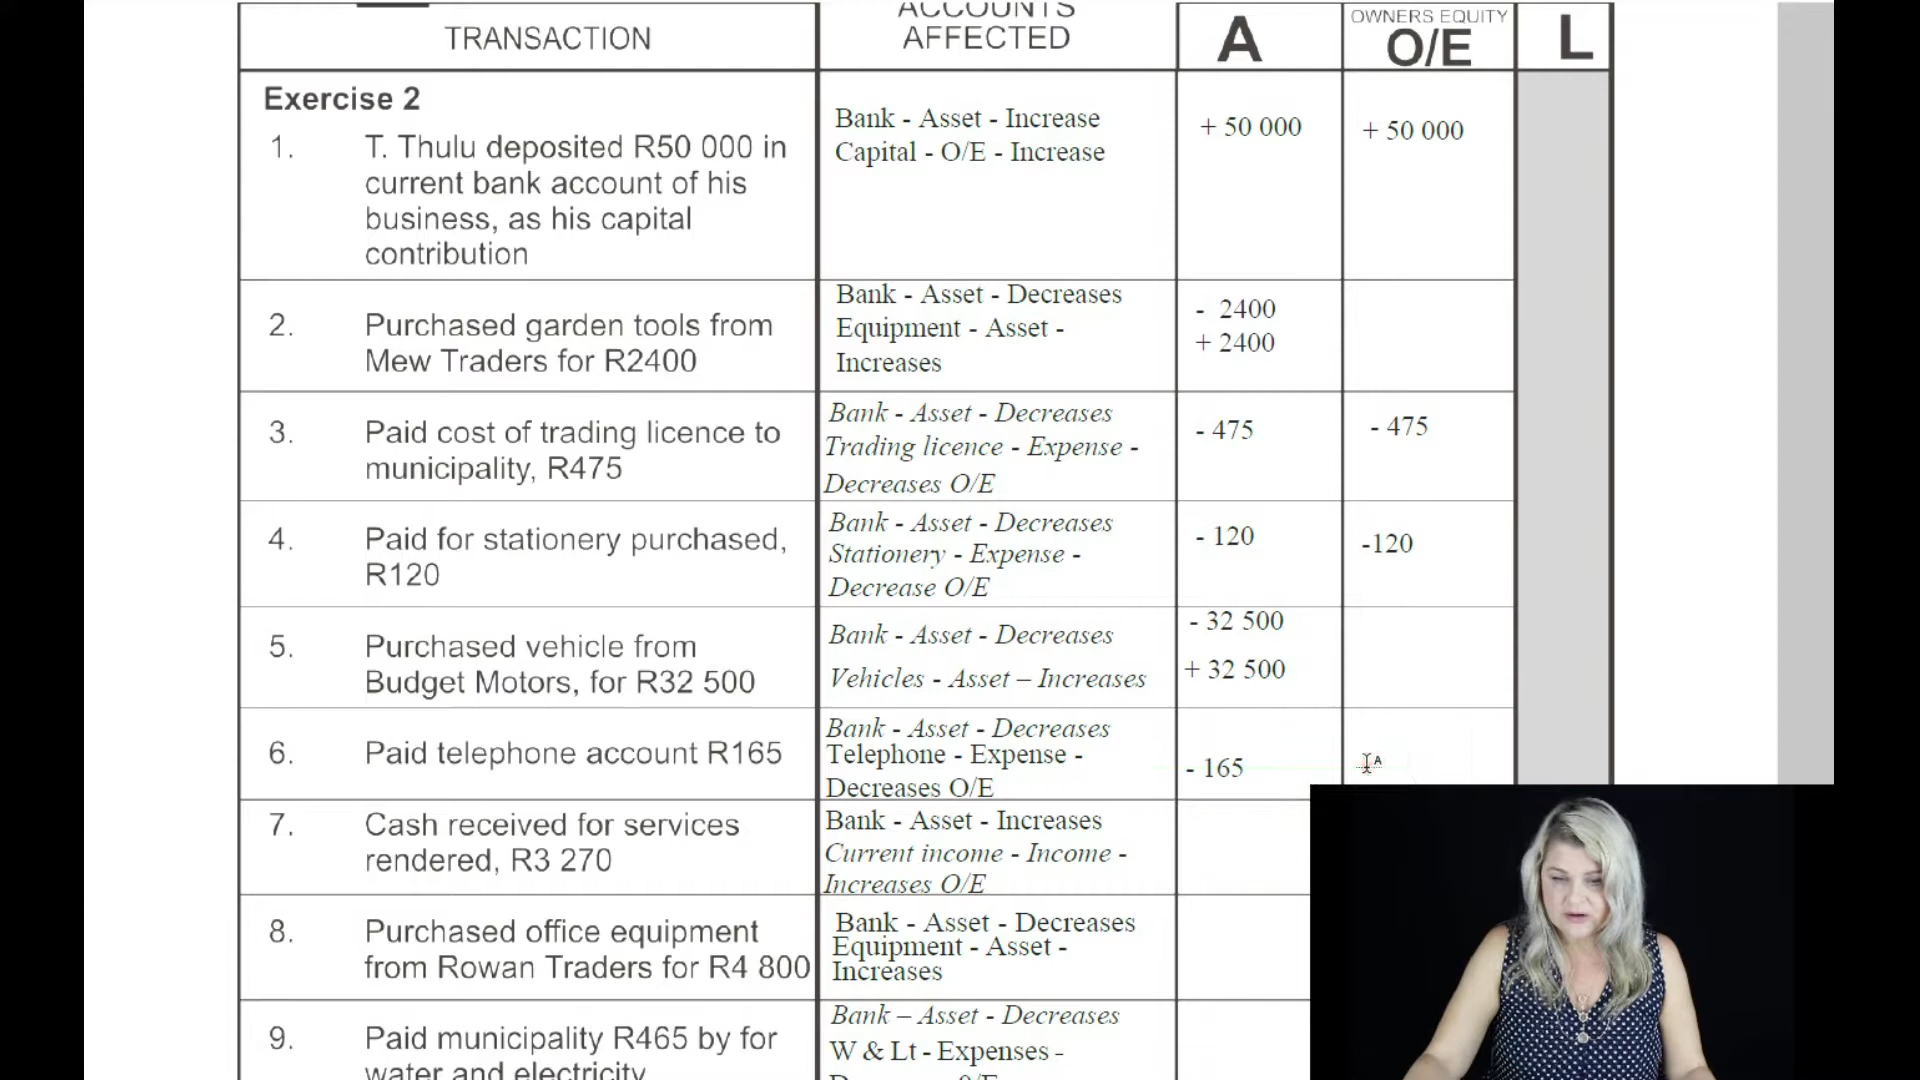 TRANSACTION
ACCOUNTS
AFFECTED
A
OWNERS EQUITY
O/E
L
Exercise 2
1. T. Thulu deposited R50 000 in
current bank account of his
business, as his capital
contribution
Bank - Asset - Increase
Capital - O/E - Increase
+ 50 000
+ 50 000
2. Purchased garden tools from
Mew Traders for R2400
Bank - Asset - Decreases
Equipment - Asset -
Increases
- 2400
+ 2400
3. Paid cost of trading licence to
municipality, R475
Bank - Asset - Decreases
Trading licence - Expense -
Decreases O/E
- 475
- 475
4. Paid for stationery purchased,
R120
Bank - Asset - Decreases
Stationery - Expense -
Decrease O/E
- 120
-120
5. Purchased vehicle from
Budget Motors, for R32 500
Bank - Asset - Decreases
Vehicles - Asset – Increases
- 32 500
+ 32 500
6. Paid telephone account R165
Bank - Asset - Decreases
Telephone - Expense -
Decreases O/E
- 165
7. Cash received for services
rendered, R3 270
Bank - Asset - Increases
Current income - Income -
Increases O/E
8. Purchased office equipment
from Rowan Traders for R4 800
Bank - Asset - Decreases
Equipment - Asset -
Increases
9. Paid municipality R465 by for
water and electricity
Bank – Asset - Decreases
W & Lt - Expenses -